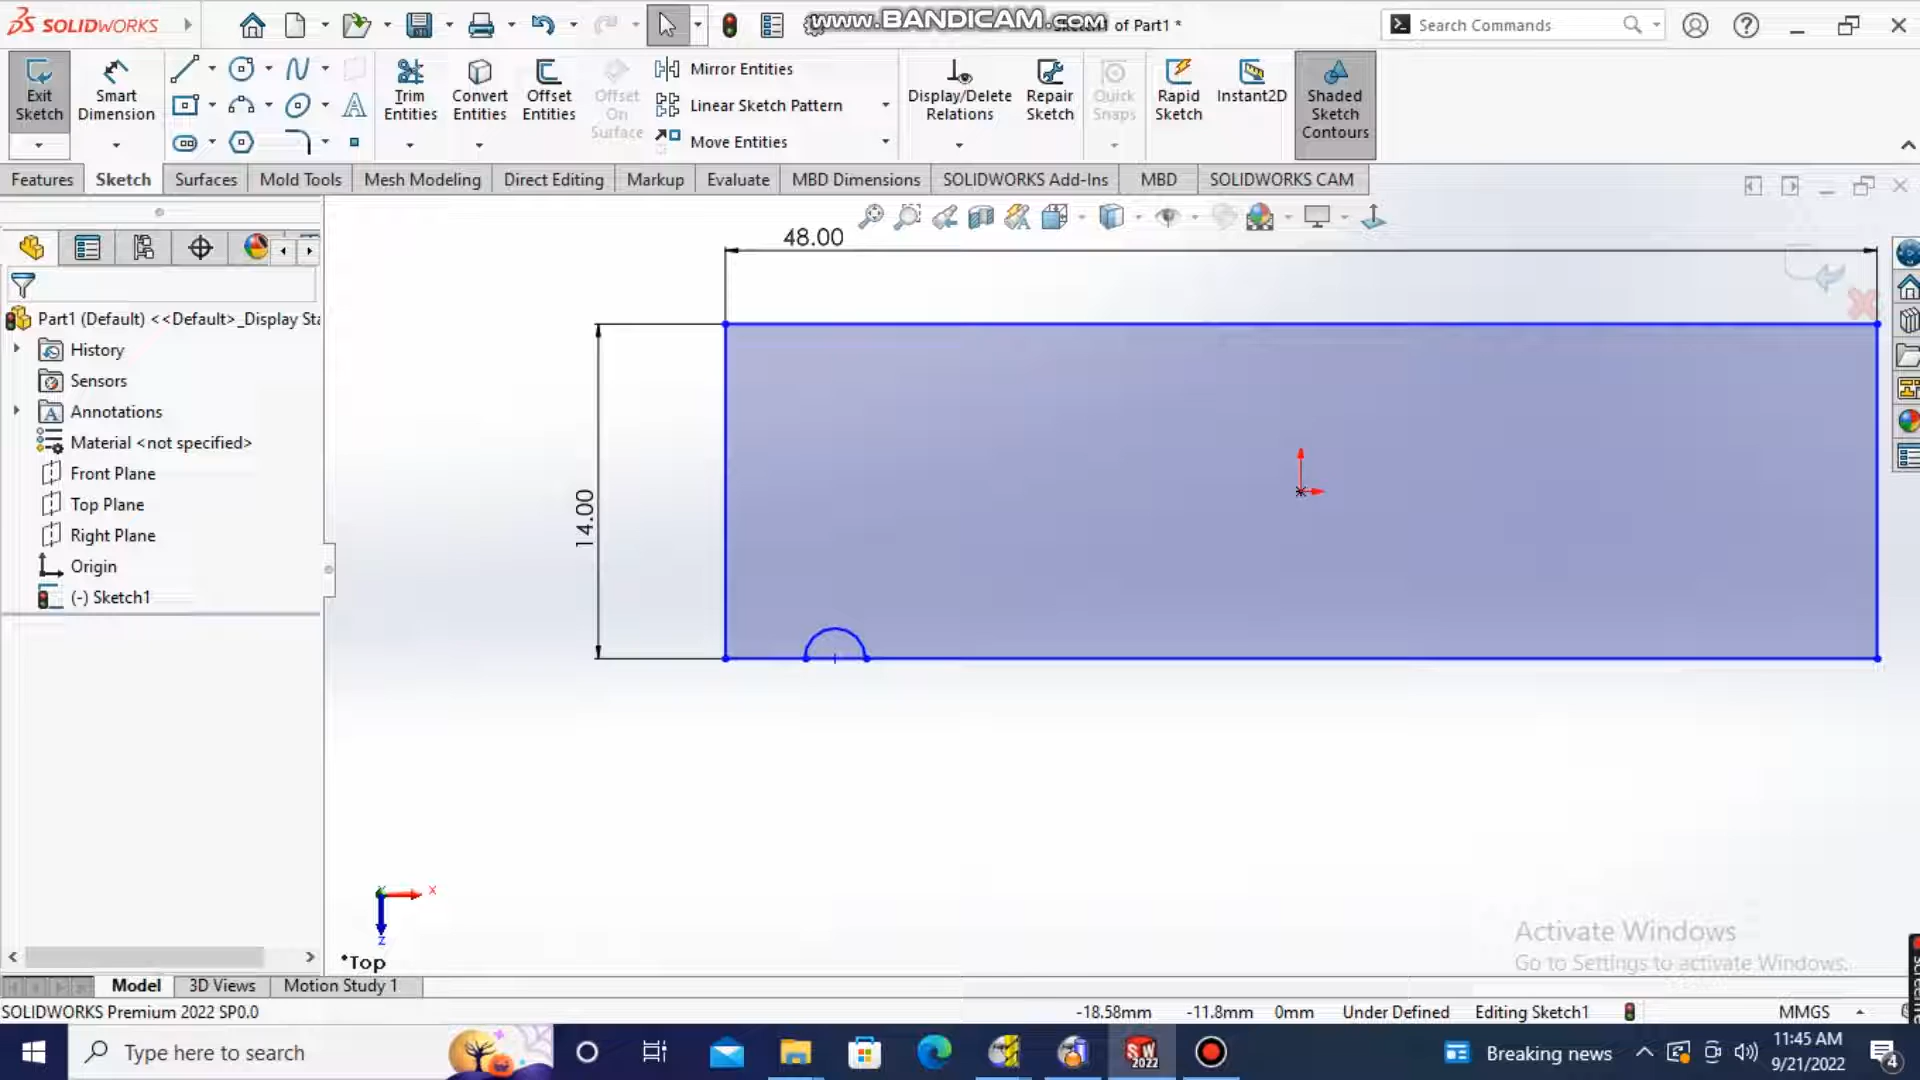 SOLIDWORKS
www.BANDICAM.com
of Part1 *
Search Commands
Exit Sketch
Smart Dimension
Trim Entities
Convert Entities
Offset Entities
Offset On Surface
Mirror Entities
Linear Sketch Pattern
Move Entities
Display/Delete Relations
Repair Sketch
Quick Snaps
Rapid Sketch
Instant2D
Shaded Sketch Contours
Features
Sketch
Surfaces
Mold Tools
Mesh Modeling
Direct Editing
Markup
Evaluate
MBD Dimensions
SOLIDWORKS Add-Ins
MBD
SOLIDWORKS CAM
48.00
14.00
Part1 (Default) <<Default>_Display Sta
History
Sensors
Annotations
Material <not specified>
Front Plane
Top Plane
Right Plane
Origin
(-) Sketch1
x
z
*Top
Activate Windows
Go to Settings to activate Windows.
Model
3D Views
Motion Study 1
SOLIDWORKS Premium 2022 SP0.0
-18.58mm
-11.8mm
0mm
Under Defined
Editing Sketch1
MMGS
Type here to search
SW 2022
Breaking news
11:45 AM
9/21/2022
4